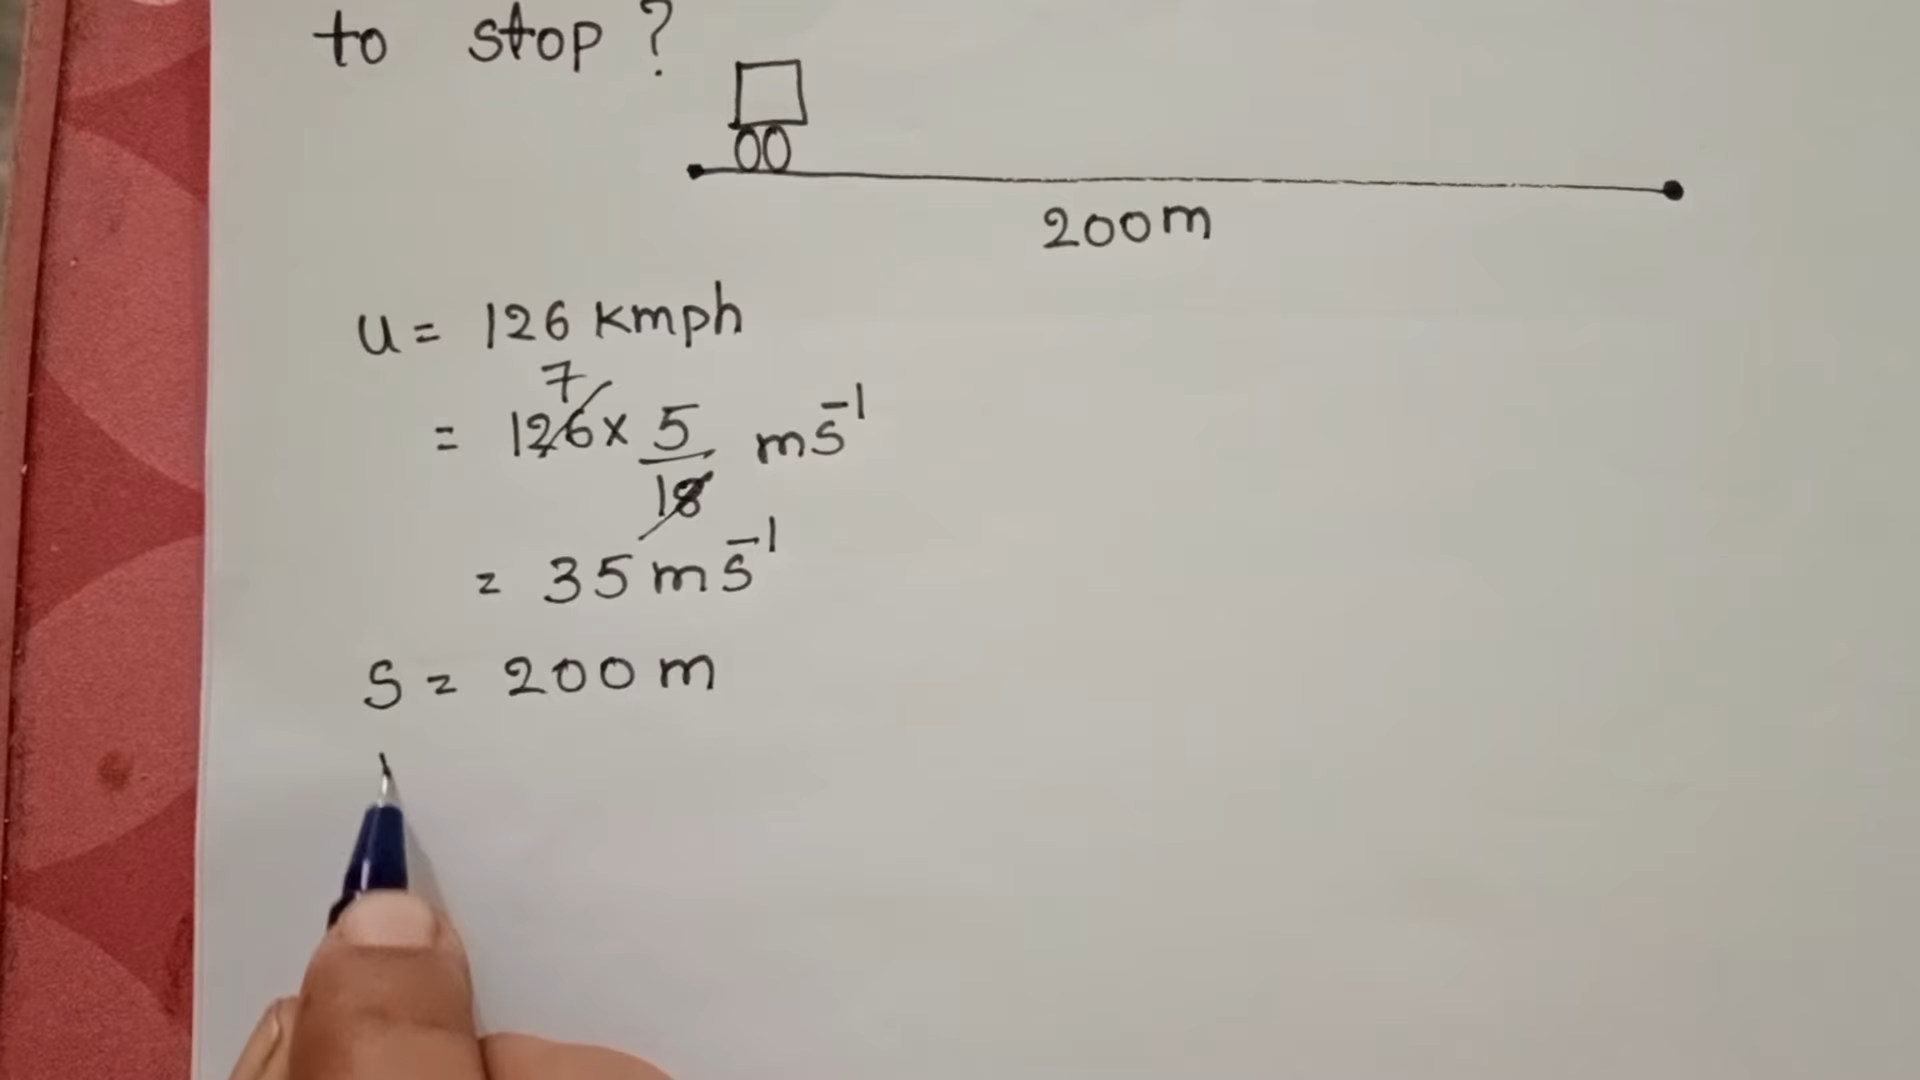 to stop ?
200m
u = 126 kmph
7
= 126 x 5/18 ms⁻¹
= 35 ms⁻¹
S = 200 m